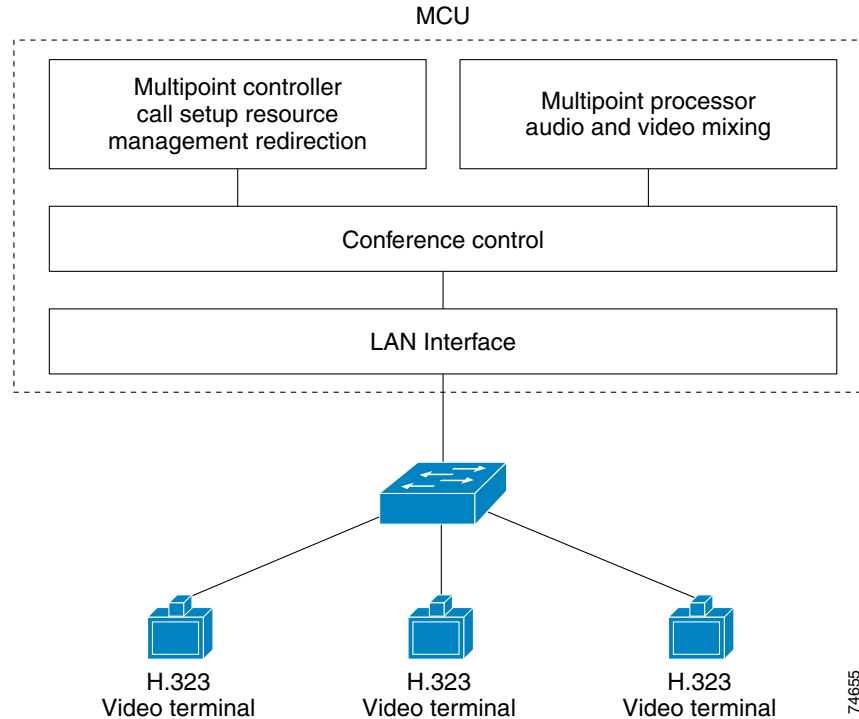 MCU
Multipoint controller
call setup resource
management redirection
Multipoint processor
audio and video mixing
Conference control
LAN Interface
H.323
Video terminal
H.323
Video terminal
H.323
Video terminal
74655